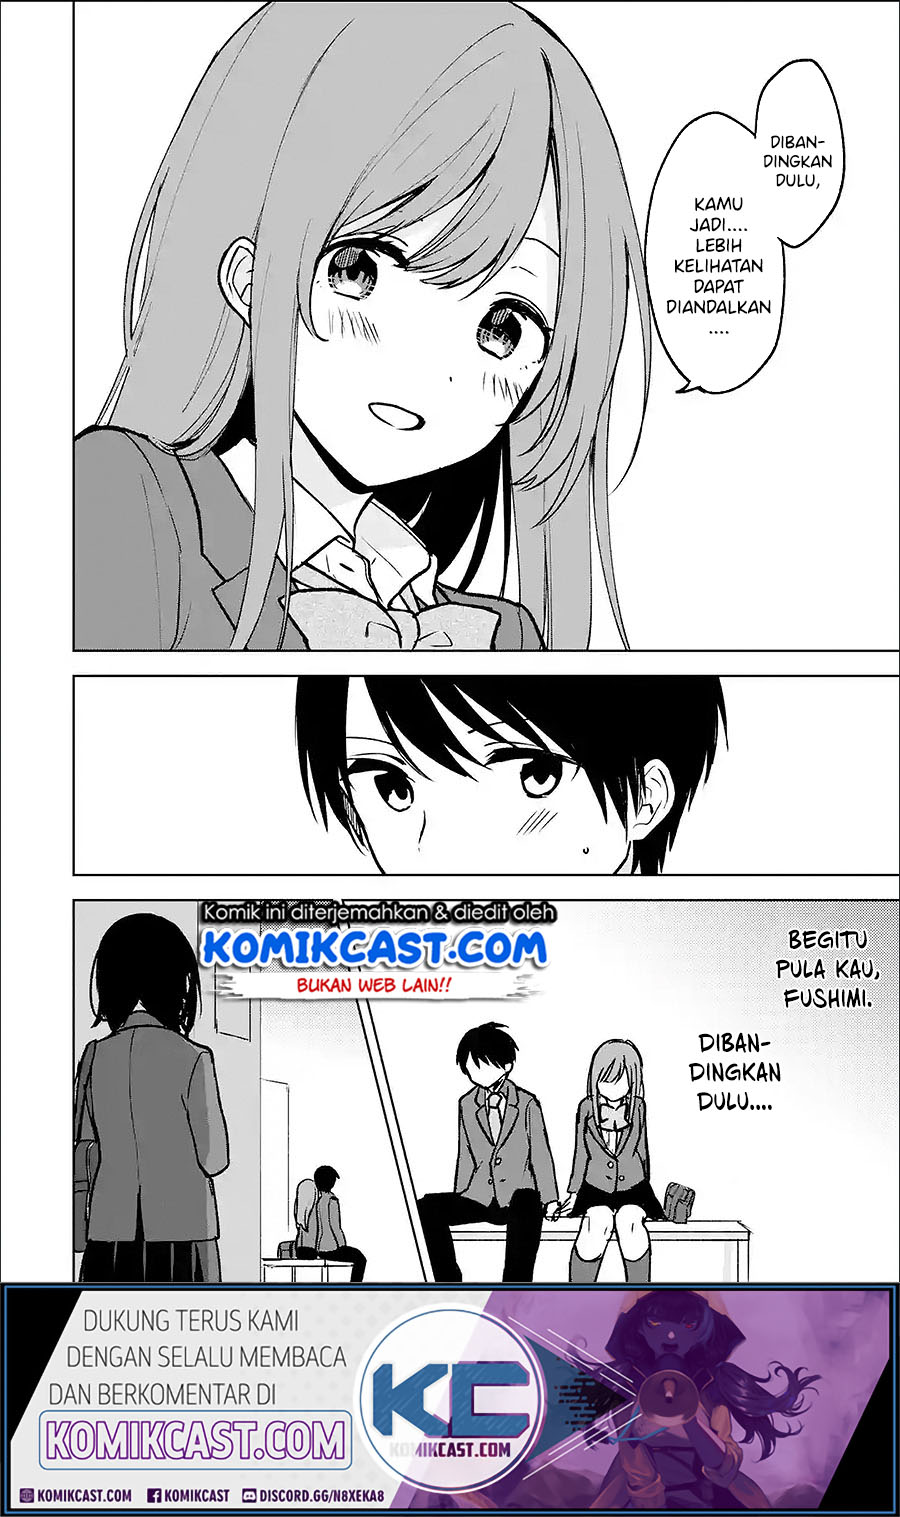 DIBAN-
DINGKAN
DULU,
KAMU
JADI....
LEBIH
KELIHATAN
DAPAT
DIANDALKAN
....
Komik ini diterjemahkan & diedit oleh
KOMIKCAST.COM
BUKAN WEB LAIN!!
BEGITU
PULA KAU,
FUSHIMI.
DIBAN-
DINGKAN
DULU....
DUKUNG TERUS KAMI
DENGAN SELALU MEMBACA
DAN BERKOMENTAR DI
KOMIKCAST.COM
KC
KOMIKCAST.COM
KOMIKCAST.COM KOMIKCAST DISCORD.GG/N8XEKA8